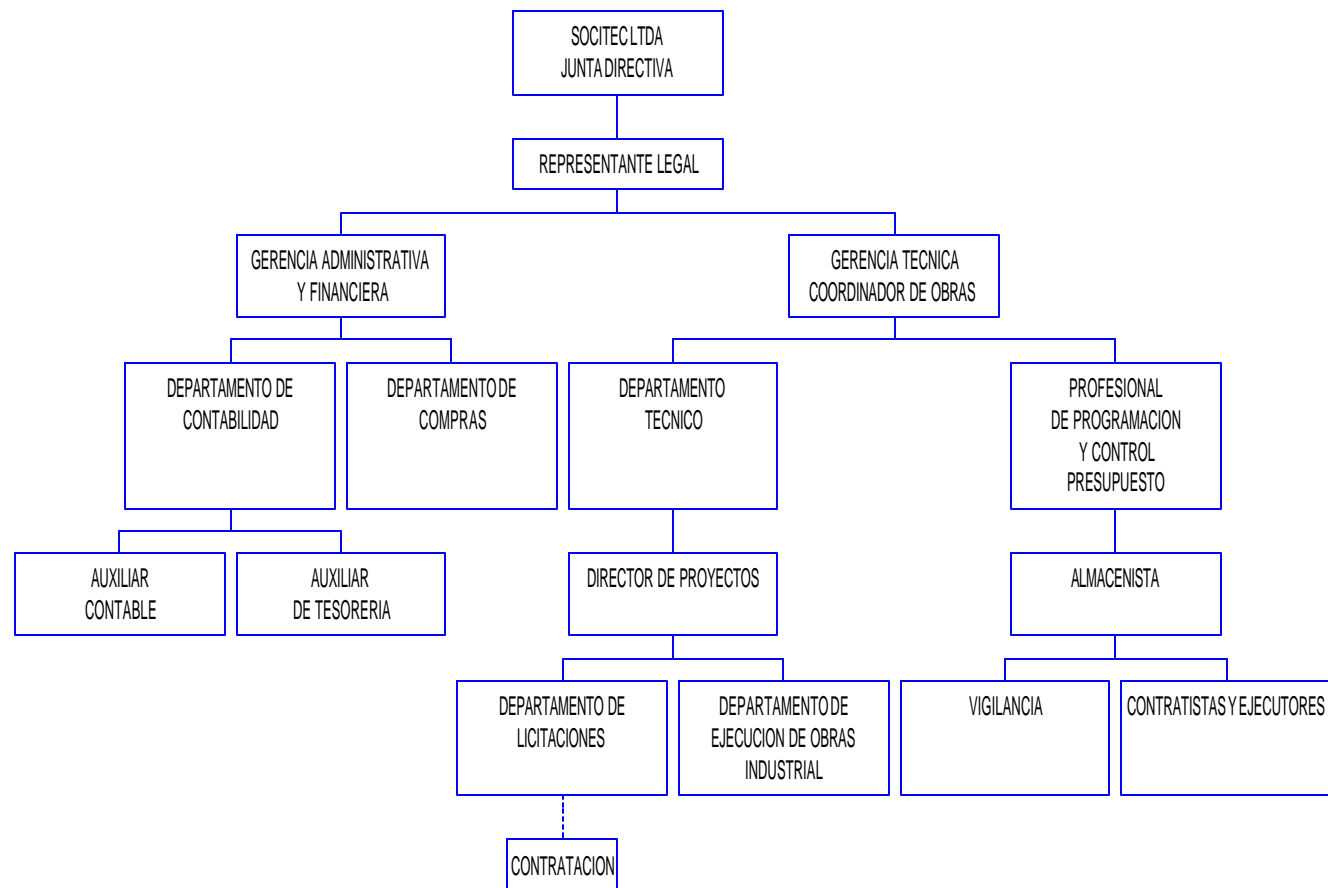 SOCITEC LTDA
JUNTA DIRECTIVA
REPRESENTANTE LEGAL
GERENCIA ADMINISTRATIVA
Y FINANCIERA
GERENCIA TECNICA
COORDINADOR DE OBRAS
DEPARTAMENTO DE
CONTABILIDAD
DEPARTAMENTO DE
COMPRAS
DEPARTAMENTO
TECNICO
PROFESIONAL
DE PROGRAMACION
Y CONTROL
PRESUPUESTO
AUXILIAR
CONTABLE
AUXILIAR
DE TESORERIA
DIRECTOR DE PROYECTOS
ALMACENISTA
DEPARTAMENTO DE
LICITACIONES
DEPARTAMENTO DE
EJECUCION DE OBRAS
INDUSTRIAL
VIGILANCIA
CONTRATISTAS Y EJECUTORES
CONTRATACION